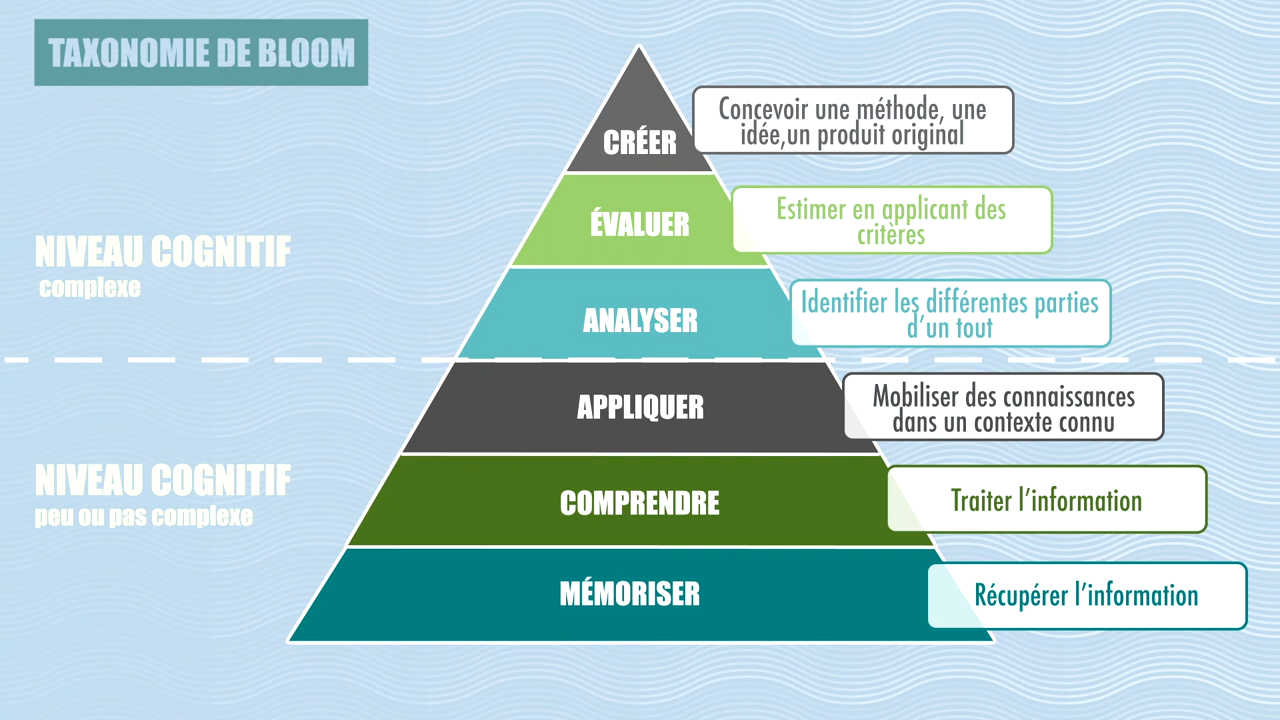 TAXONOMIE DE BLOOM
CRÉER
Concevoir une méthode, une
idée,un produit original
ÉVALUER
Estimer en applicant des
critères
NIVEAU COGNITIF
complexe
ANALYSER
Identifier les différentes parties
d'un tout
APPLIQUER
Mobiliser des connaissances
dans un contexte connu
NIVEAU COGNITIF
peu ou pas complexe
COMPRENDRE
Traiter l'information
MÉMORISER
Récupérer l'information